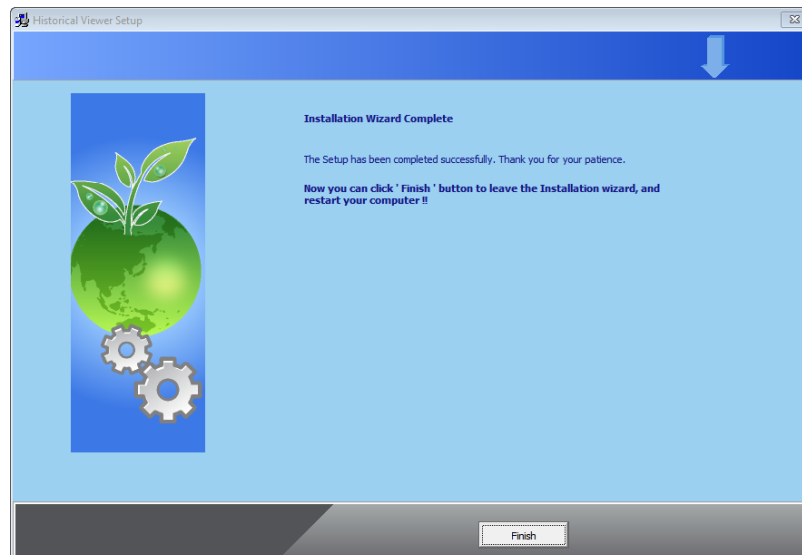 Historical Viewer Setup
Installation Wizard Complete
The Setup has been completed successfully. Thank you for your patience.
Now you can click ' Finish ' button to leave the Installation wizard, and
restart your computer !!
Finish